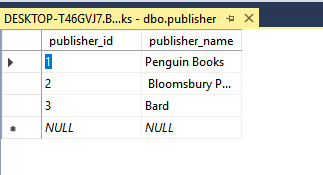 DESKTOP-T46GVJ7.B...ks - dbo.publisher
publisher_id publisher_name
1 Penguin Books
2 Bloomsbury P...
3 Bard
NULL NULL